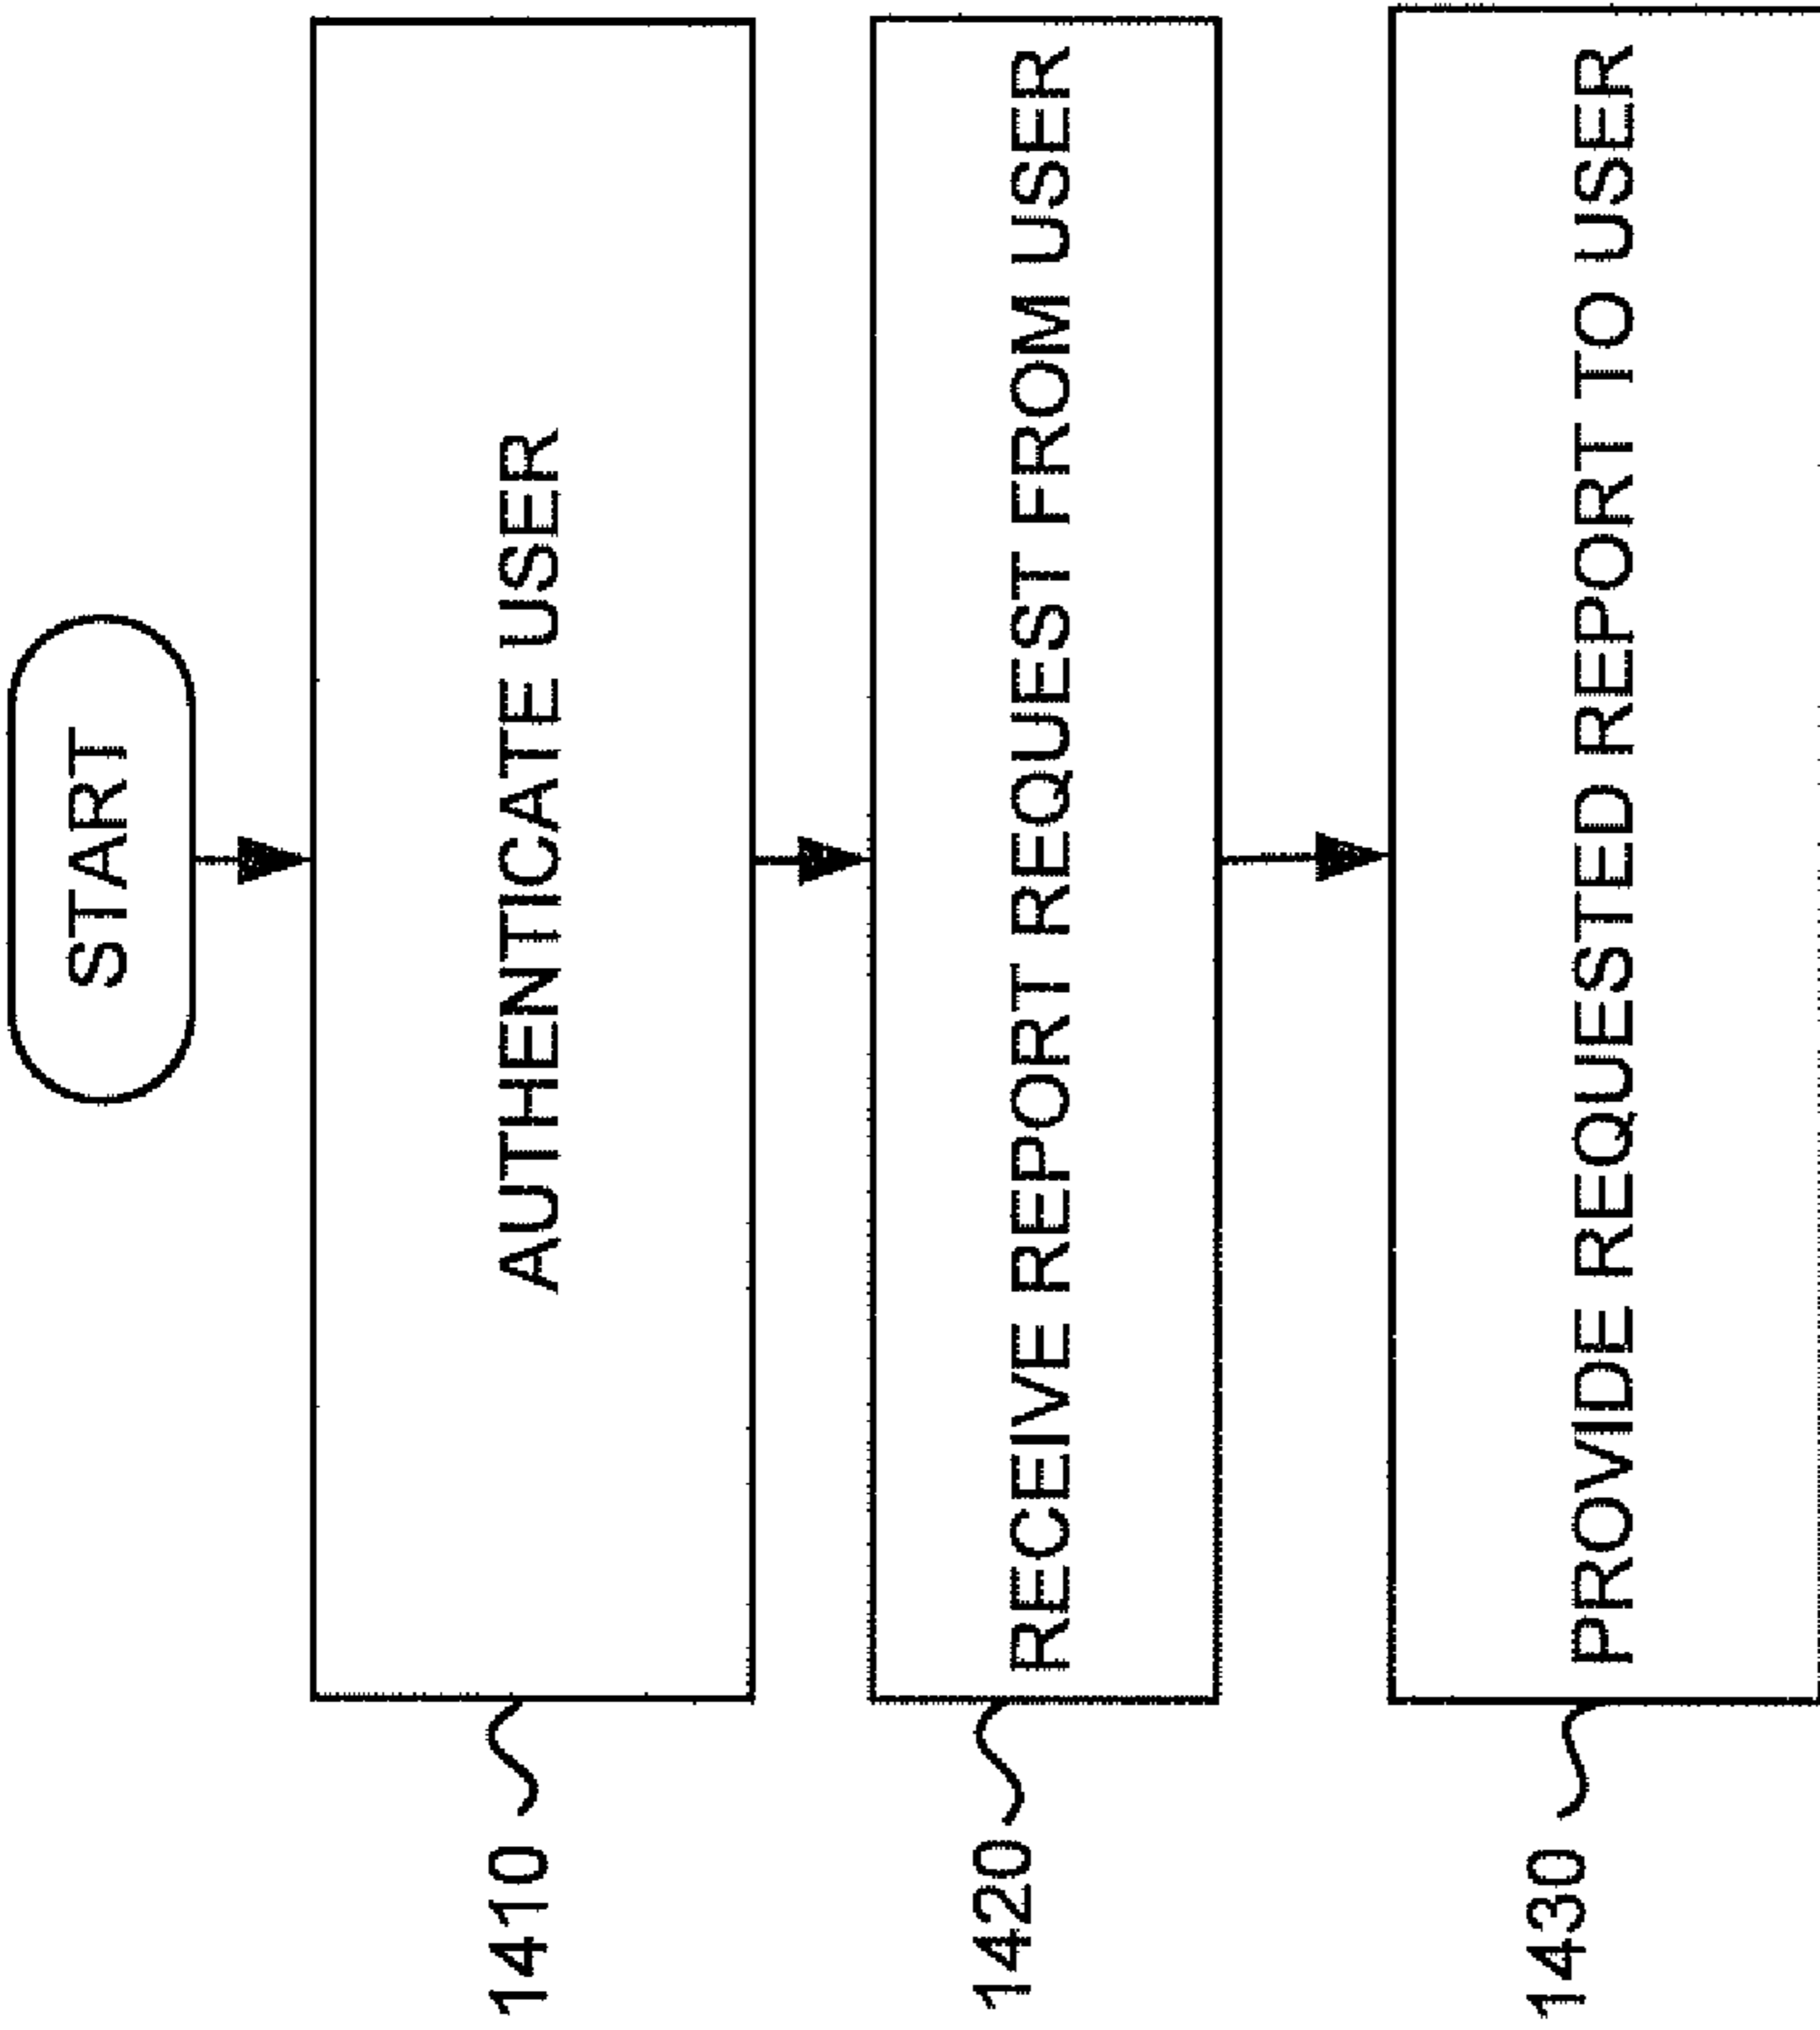 START
AUTHENTICATE USER
1410
RECEIVE REPORT REQUEST FROM USER
1420
PROVIDE REQUESTED REPORT TO USER
1430